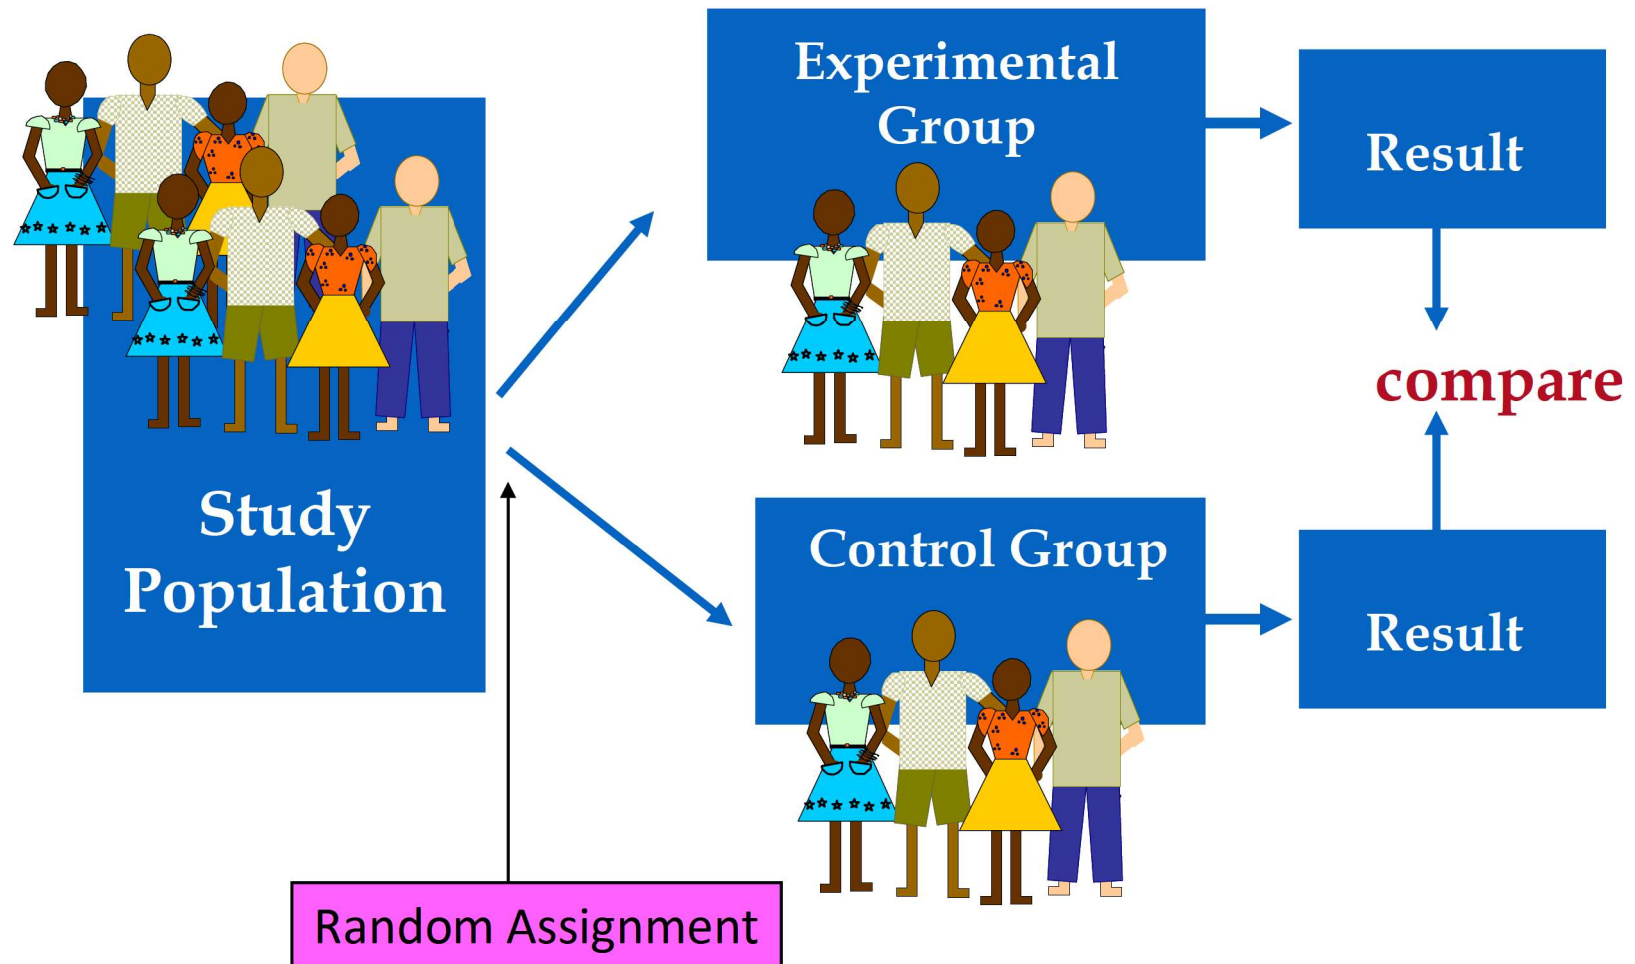 Study
Population
Random Assignment
Experimental
Group
Result
compare
Control Group
Result